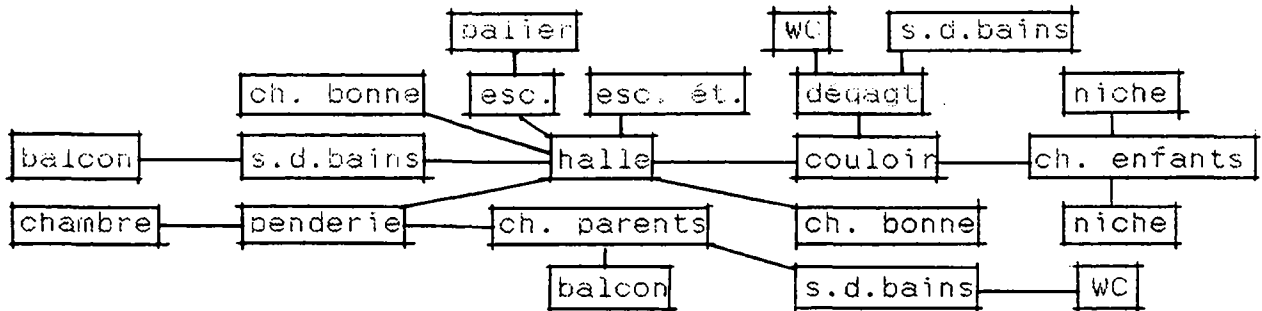 palier WC s.d.bains
ch. bonne esc. esc. ét. dégagt niche
balcon s.d.bains halle couloir ch. enfants
chambre penderie ch. parents ch. bonne niche
balcon s.d.bains WC